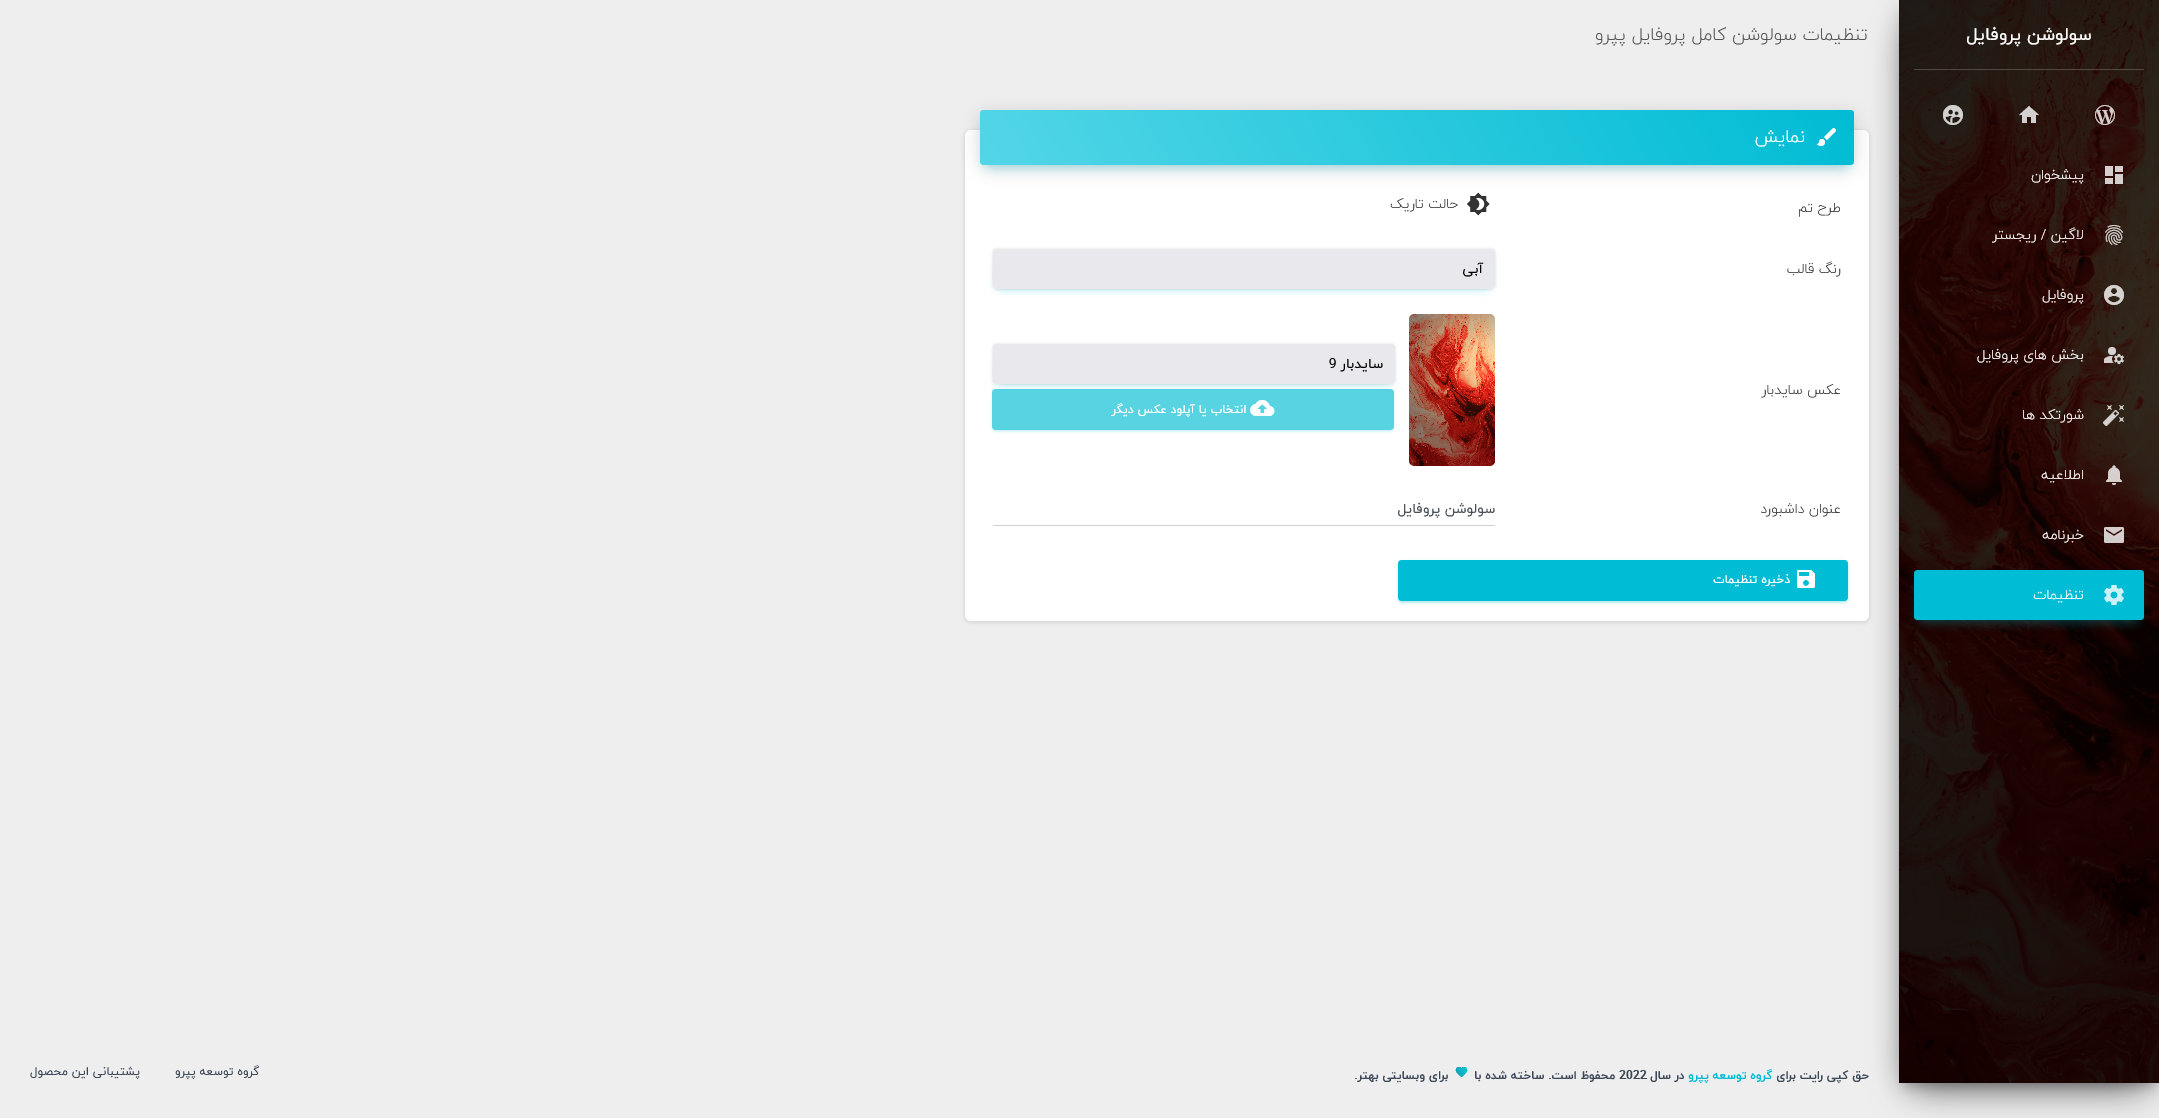 سولوشن پروفایل
پیشخوان
لاگین / ریجستر
پروفایل
بخش های پروفایل
شورتکد ها
اطلاعیه
خبرنامه
تنظیمات
تنظیمات سولوشن کامل پروفایل پپرو
نمایش
طرح تم
حالت تاریک
رنگ قالب
آبی
عکس سایدبار
سایدبار 9
انتخاب یا آپلود عکس دیگر
عنوان داشبورد
سولوشن پروفایل
ذخیره تنظیمات
حق کپی رایت برای گروه توسعه پپرو در سال 2022 محفوظ است. ساخته شده با ♥ برای وبسایتی بهتر.
گروه توسعه پپرو
پشتیبانی این محصول